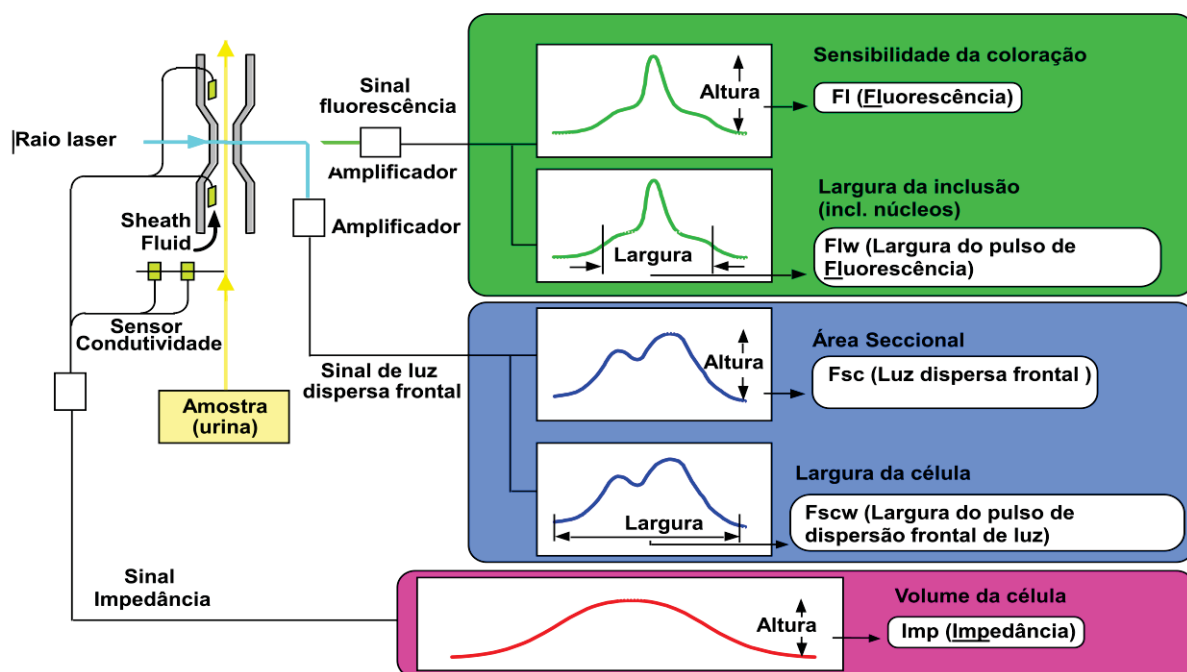 Raio laser
Sheath
Fluid
Sensor
Condutividade
Amostra
(urina)
Sinal
fluorescência
Amplificador
Amplificador
Sinal de luz
dispersa frontal
Sinal
Impedância
Altura
Sensibilidade da coloração
Fl (Fluorescência)
Largura
Largura da inclusão
(incl. núcleos)
Flw (Largura do pulso de
Fluorescência)
Altura
Área Seccional
Fsc (Luz dispersa frontal )
Largura
Largura da célula
Fscw (Largura do pulso de
dispersão frontal de luz)
Altura
Volume da célula
Imp (Impedância)